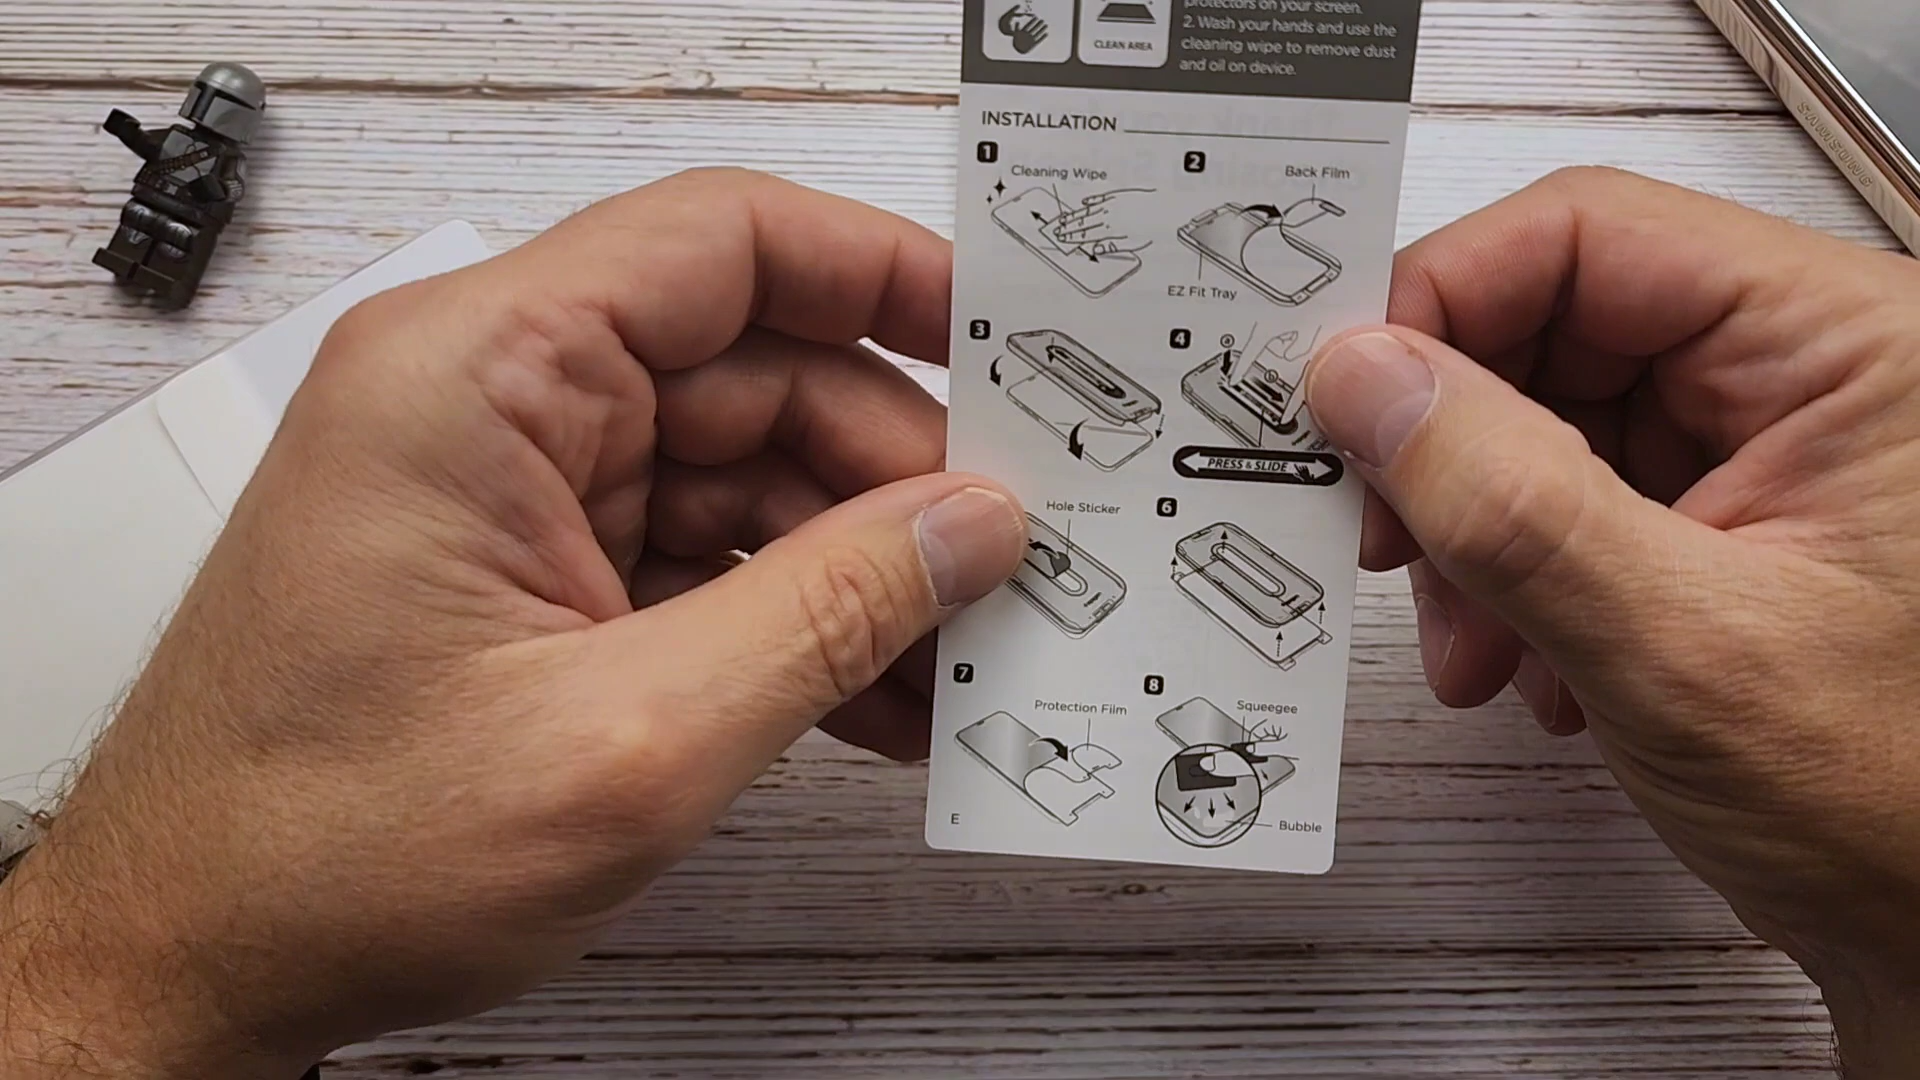 protectors on your screen.
2. Wash your hands and use the
cleaning wipe to remove dust
and oil on device.
CLEAN AREA
INSTALLATION
1
Cleaning Wipe
2
Back Film
EZ Fit Tray
3
4
a
b
PRESS & SLIDE
Hole Sticker
6
7
Protection Film
8
Squeegee
Bubble
E
SAMSUNG